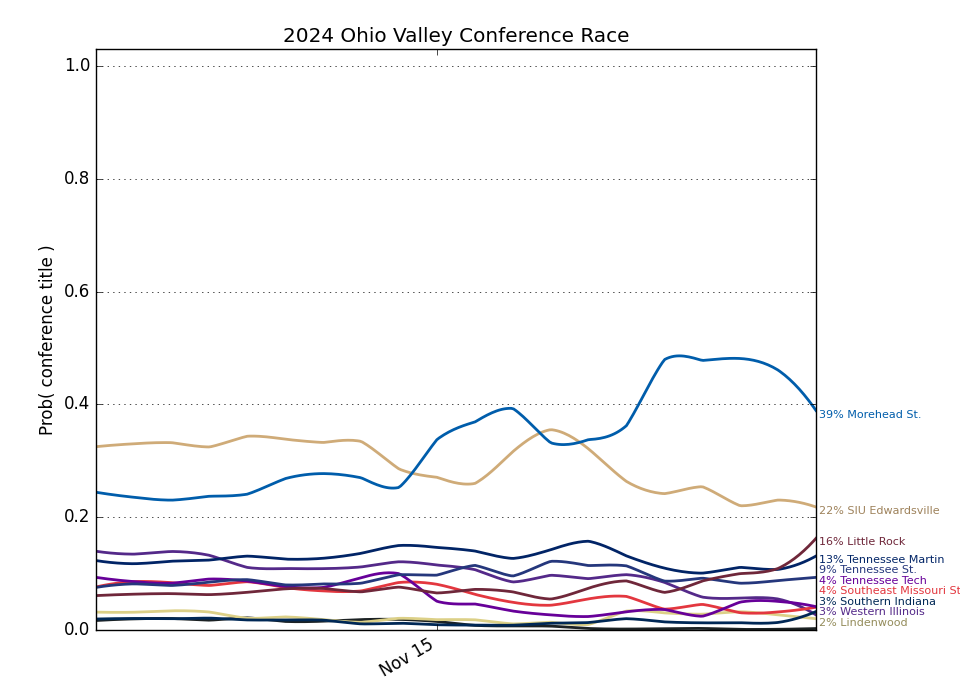 2024 Ohio Valley Conference Race
Prob( conference title )
1.0
0.8
0.6
0.4
0.2
0.0
Nov 15
39% Morehead St.
22% SIU Edwardsville
16% Little Rock
13% Tennessee Martin
9% Tennessee St.
4% Tennessee Tech
4% Southeast Missouri St
3% Southern Indiana
3% Western Illinois
2% Lindenwood